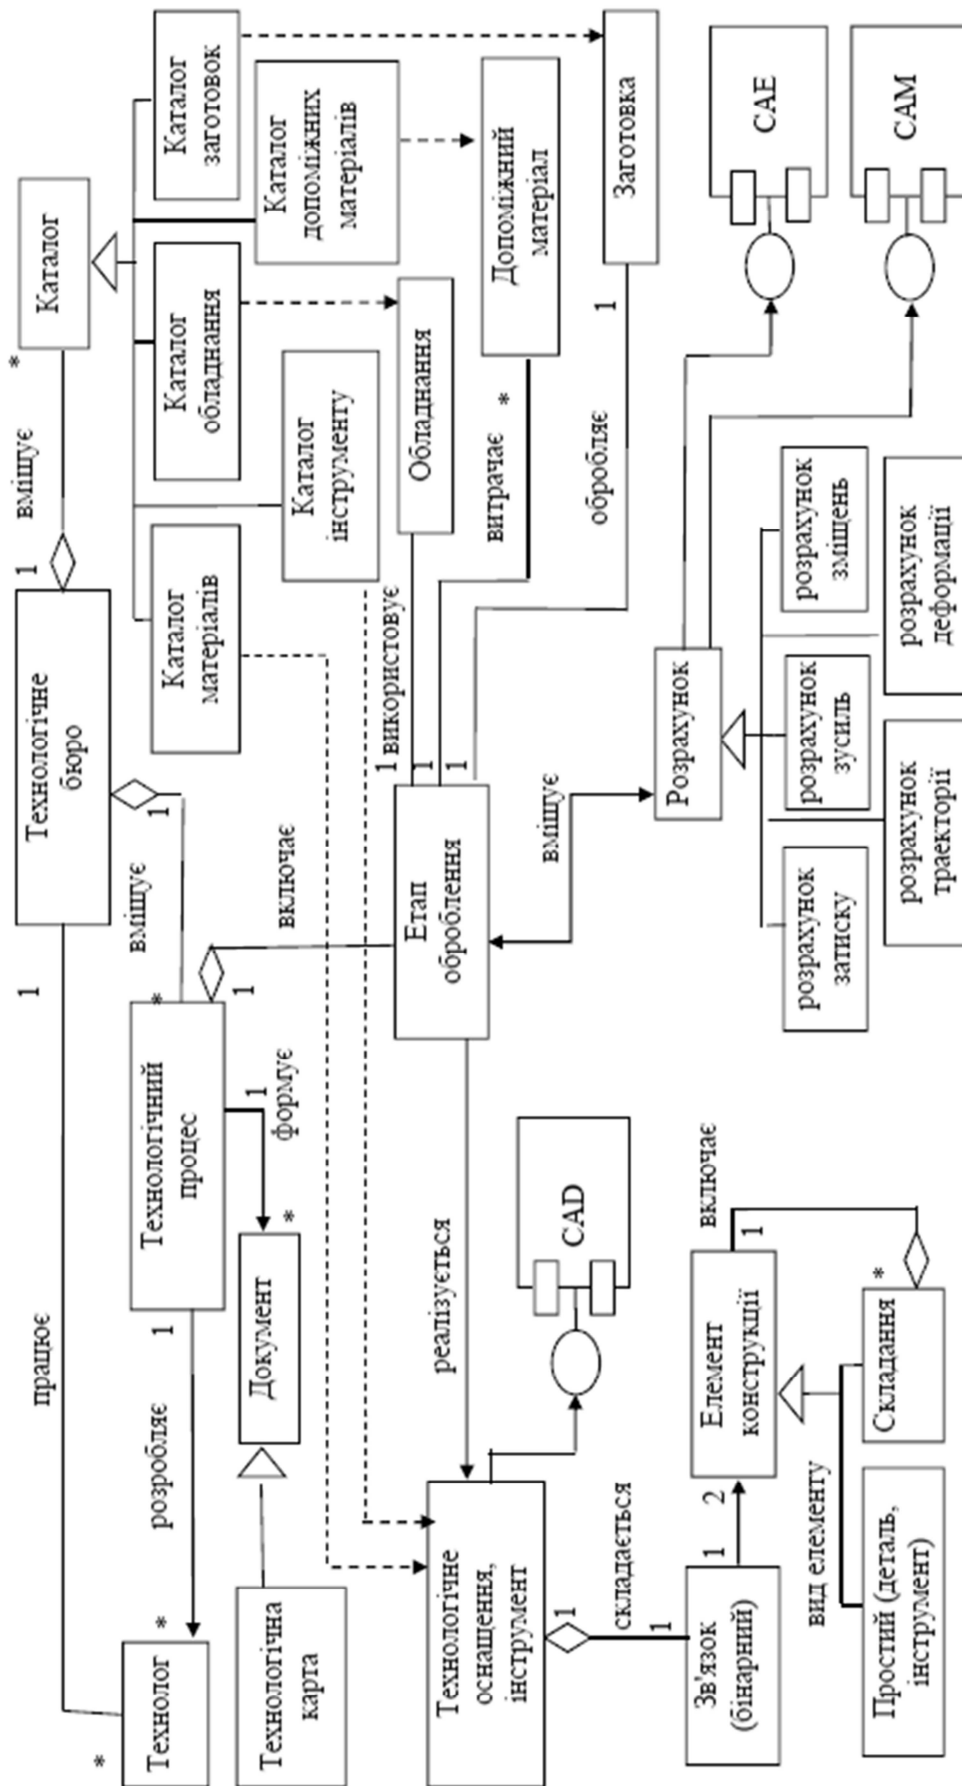 працює
1
Технологічне
бюро
1
вміщує
*
Каталог
*
Технолог
*
розробляє
1
Технологічний
процес
*
вміщує
1
Каталог
матеріалів
Каталог
обладнання
Каталог
заготовок
Технологічна
карта
Документ
*
формує
1
1
включає
Каталог
інструменту
Каталог
допоміжних
матеріалів
Технологічне
оснащення,
інструмент
реалізується
Етап
оброблення
1
використовує
1
1
Обладнання
витрачає
*
Допоміжний
матеріал
обробляє
1
Заготовка
1
складається
1
CAD
вміщує
Зв'язок
(бінарний)
1
2
Елемент
конструкції
1
включає
Розрахунок
CAE
вид елементу
розрахунок
затиску
розрахунок
зусиль
розрахунок
зміщень
Простий (деталь,
інструмент)
Складання
*
розрахунок
траекторії
розрахунок
деформації
CAM